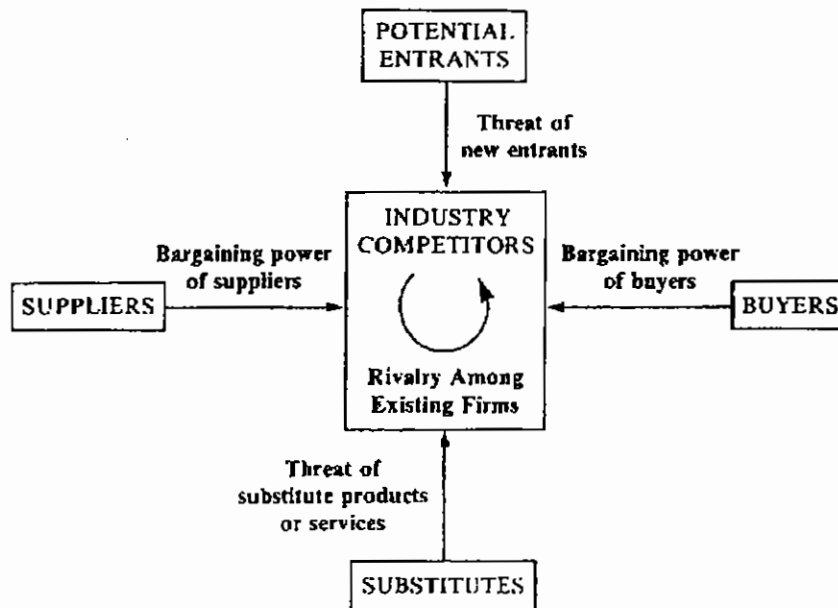 POTENTIAL
ENTRANTS
Threat of
new entrants
INDUSTRY
COMPETITORS
Bargaining power
of suppliers
Bargaining power
of buyers
SUPPLIERS
BUYERS
Rivalry Among
Existing Firms
Threat of
substitute products
or services
SUBSTITUTES